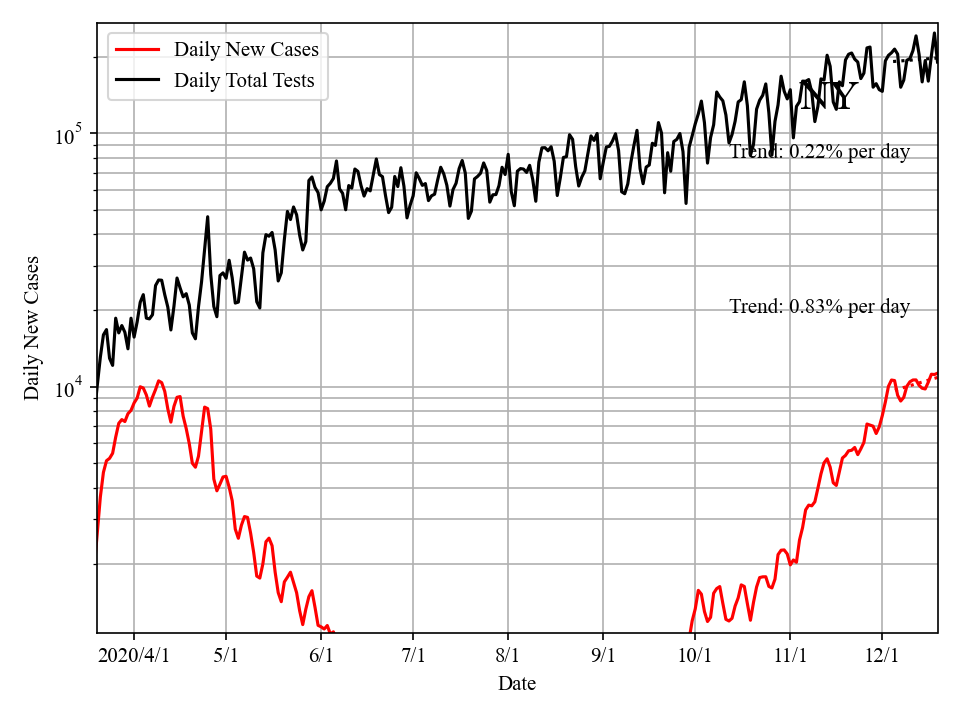 Daily New Cases
Daily Total Tests
NY
10^5
Trend: 0.22% per day
Daily New Cases
Trend: 0.83% per day
10^4
2020/4/1 5/1 6/1 7/1 8/1 9/1 10/1 11/1 12/1
Date